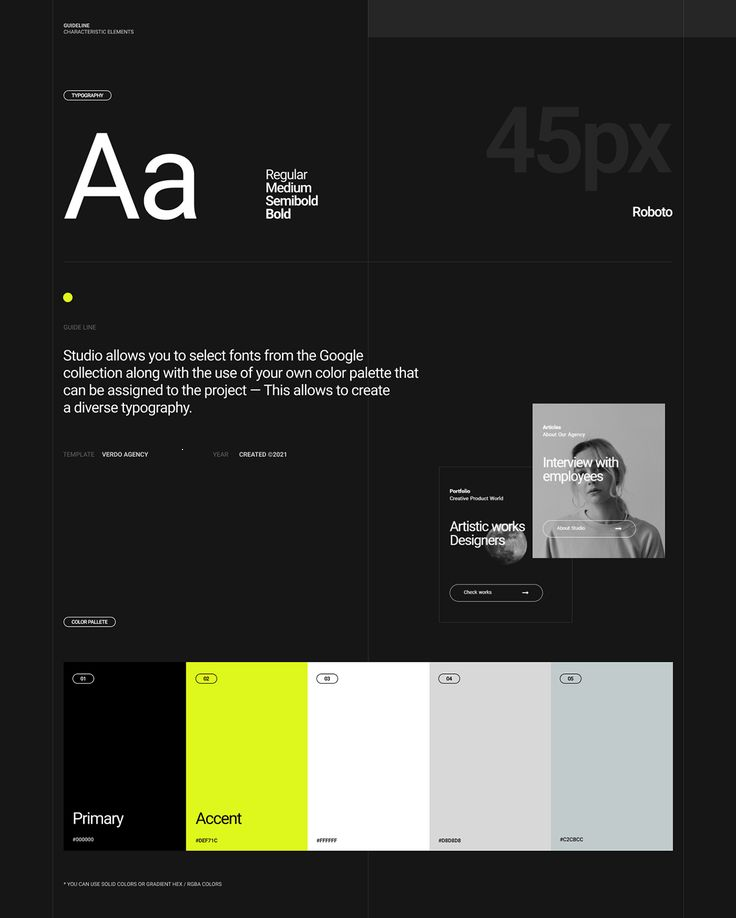 GUIDELINE
CHARACTERISTIC ELEMENTS
TYPOGRAPHY
Aa
Regular
Medium
Semibold
Bold
45px
Roboto
GUIDE LINE
Studio allows you to select fonts from the Google
collection along with the use of your own color palette that
can be assigned to the project — This allows to create
a diverse typography.
TEMPLATE VERDO AGENCY YEAR CREATED ©2021
Articles
About Our Agency
Interview with
employees
About Studio
Portfolio
Creative Product World
Artistic works
Designers
Check works
COLOR PALLETE
01 02 03 04 05
Primary Accent
#000000 #DEF71C #FFFFFF #D8D8D8 #C2CBCC
* YOU CAN USE SOLID COLORS OR GRADIENT HEX / RGBA COLORS